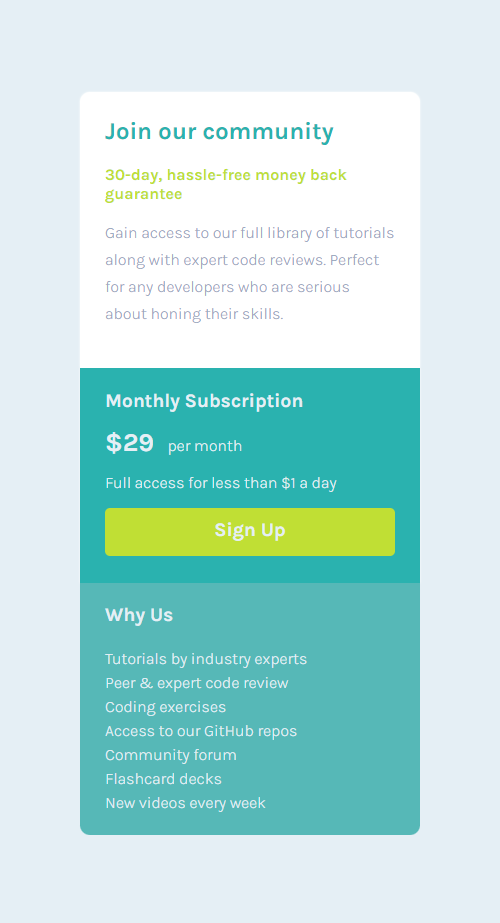 Join our community
30-day, hassle-free money back
guarantee
Gain access to our full library of tutorials
along with expert code reviews. Perfect
for any developers who are serious
about honing their skills.
Monthly Subscription
$29 per month
Full access for less than $1 a day
Sign Up
Why Us
Tutorials by industry experts
Peer & expert code review
Coding exercises
Access to our GitHub repos
Community forum
Flashcard decks
New videos every week